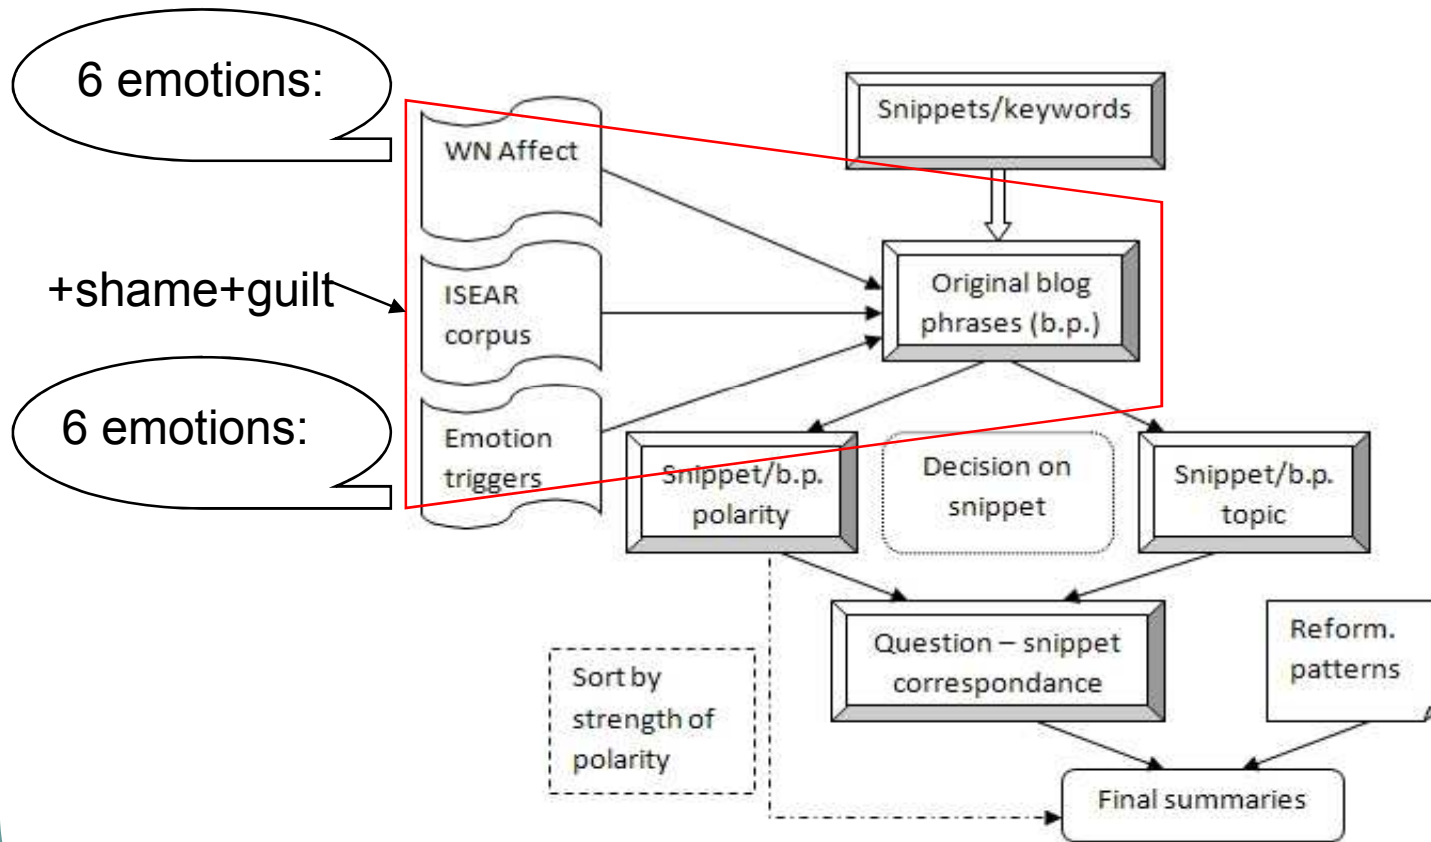 6 emotions:
Snippets/keywords
WN Affect
+shame+guilt
ISEAR
corpus
Original blog
phrases (b.p.)
6 emotions:
Emotion
triggers
Snippet/b.p.
polarity
Decision on
snippet
Snippet/b.p.
topic
Question – snippet
correspondance
Reform.
patterns
Sort by
strength of
polarity
Final summaries